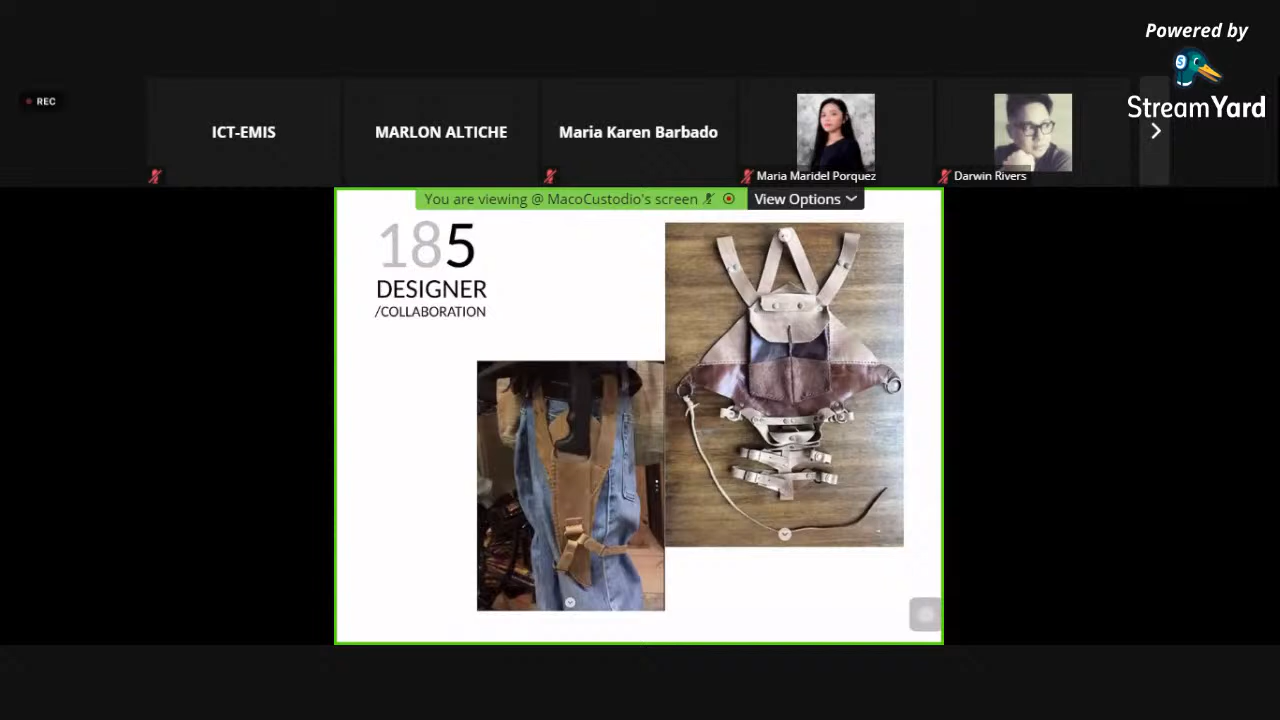 Powered by
StreamYard
REC
ICT-EMIS
MARLON ALTICHE
Maria Karen Barbado
Maria Maridel Porquez
Darwin Rivers
You are viewing @ MacoCustodio's screen
View Options
185
DESIGNER
/COLLABORATION